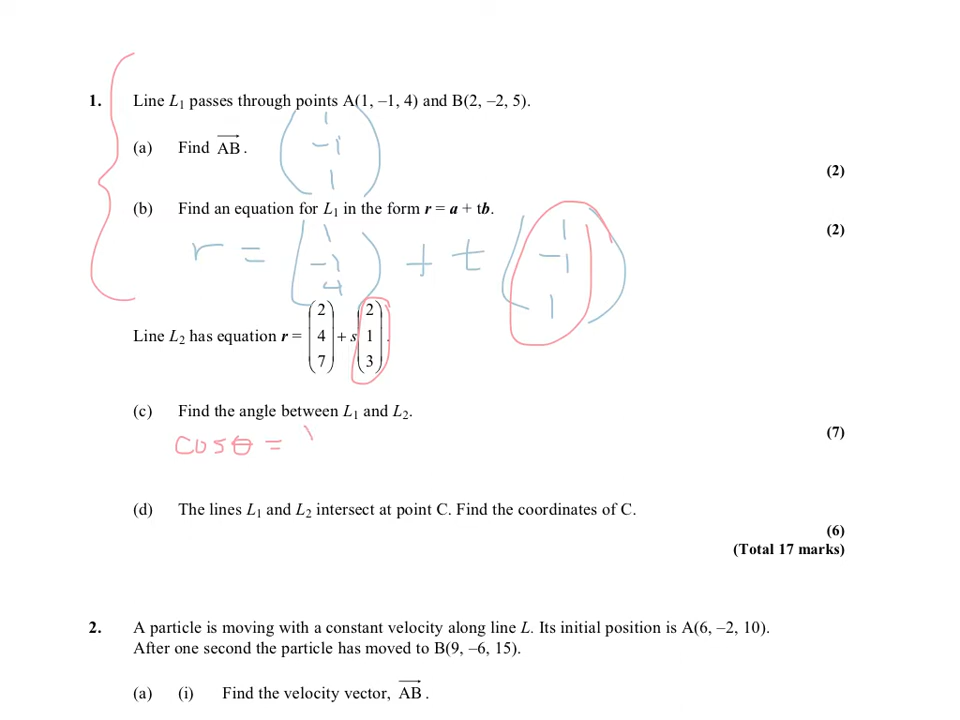 1. Line L₁ passes through points A(1, –1, 4) and B(2, –2, 5).
1
(a) Find AB.
–1
1
(2)
(b) Find an equation for L₁ in the form r = a + tb.
(2)
r = (1 –1 4) + t (1 –1 1)
Line L₂ has equation r = (2 4 7) + s (2 1 3).
(c) Find the angle between L₁ and L₂.
(7)
cosθ =
(d) The lines L₁ and L₂ intersect at point C. Find the coordinates of C.
(6)
(Total 17 marks)
2. A particle is moving with a constant velocity along line L. Its initial position is A(6, –2, 10).
After one second the particle has moved to B(9, –6, 15).
(a) (i) Find the velocity vector, AB.